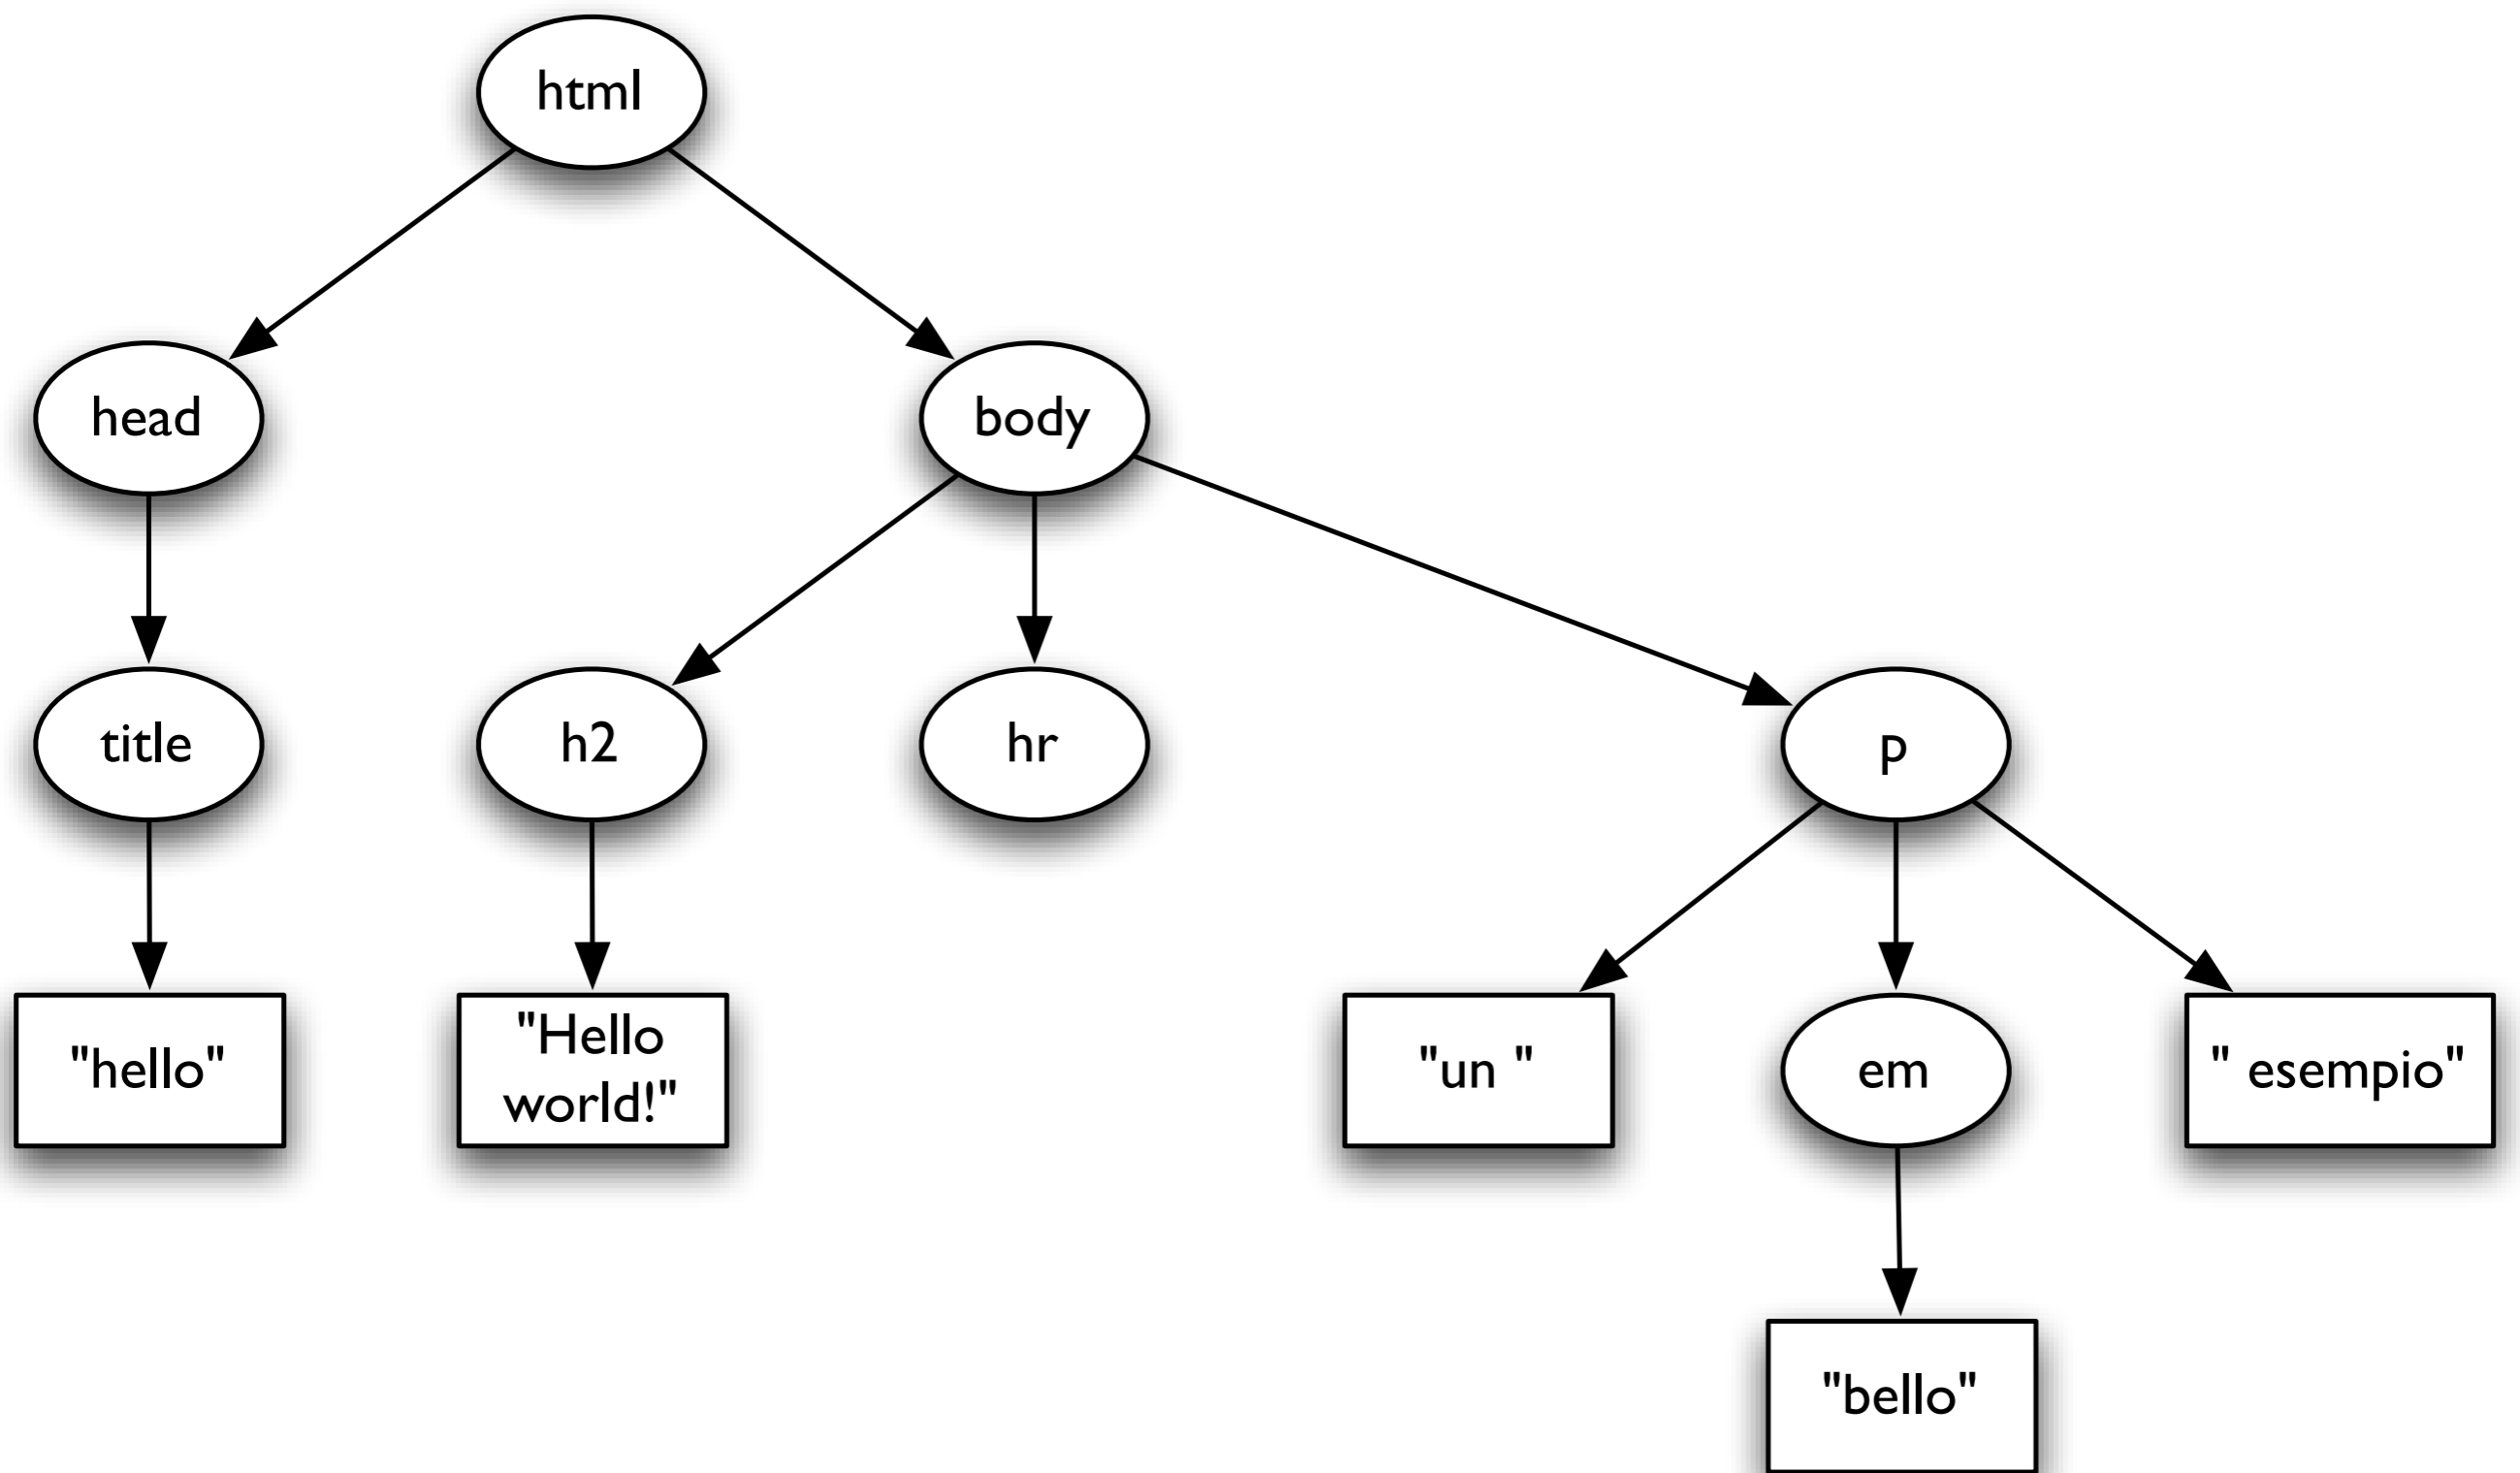 html
head
body
title
h2
hr
p
"hello"
"Hello
world!"
"un "
em
" esempio"
"bello"